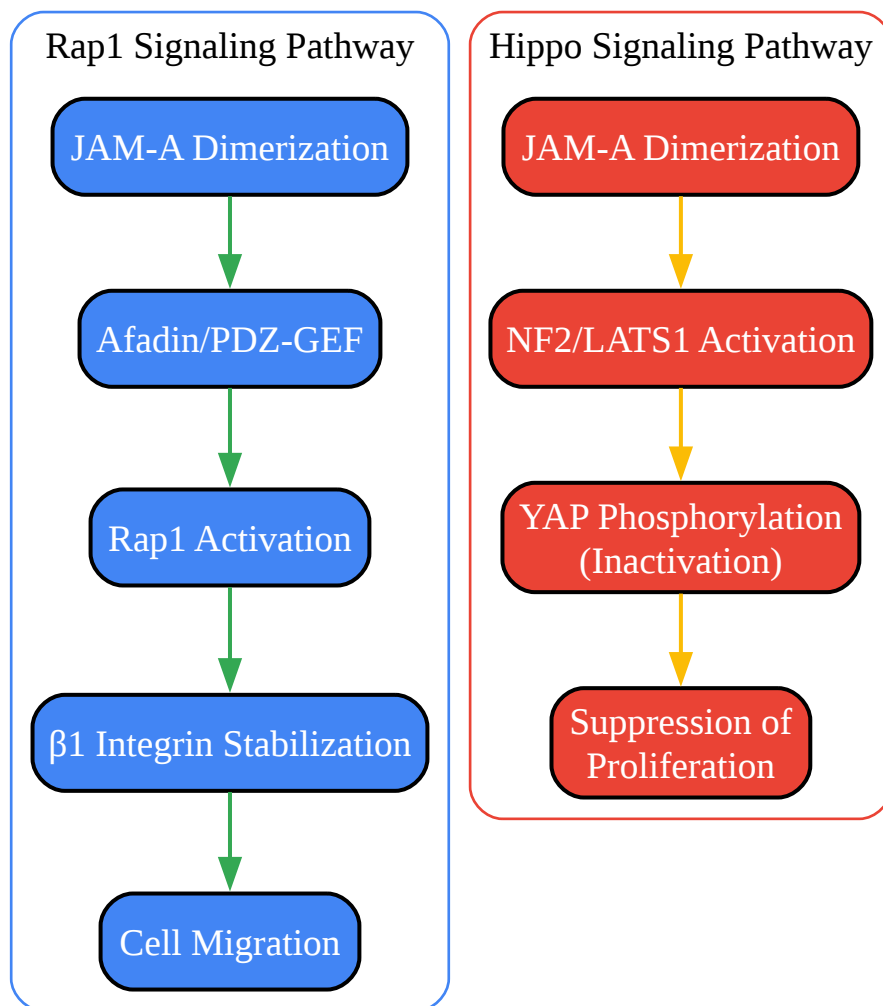 Rap1 Signaling Pathway
JAM-A Dimerization
Afadin/PDZ-GEF
Rap1 Activation
β1 Integrin Stabilization
Cell Migration
Hippo Signaling Pathway
JAM-A Dimerization
NF2/LATS1 Activation
YAP Phosphorylation
(Inactivation)
Suppression of
Proliferation